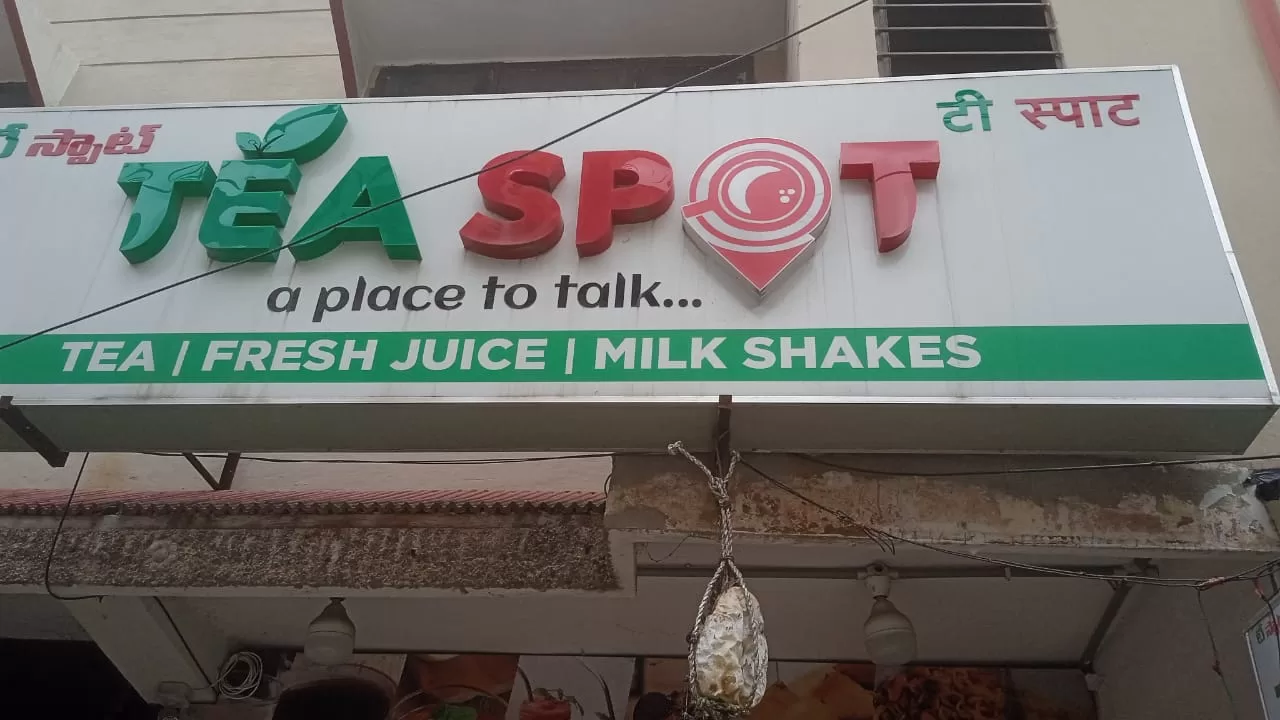 స్పాట్
टी स्पाट
TEA SPOT
a place to talk...
TEA | FRESH JUICE | MILK SHAKES